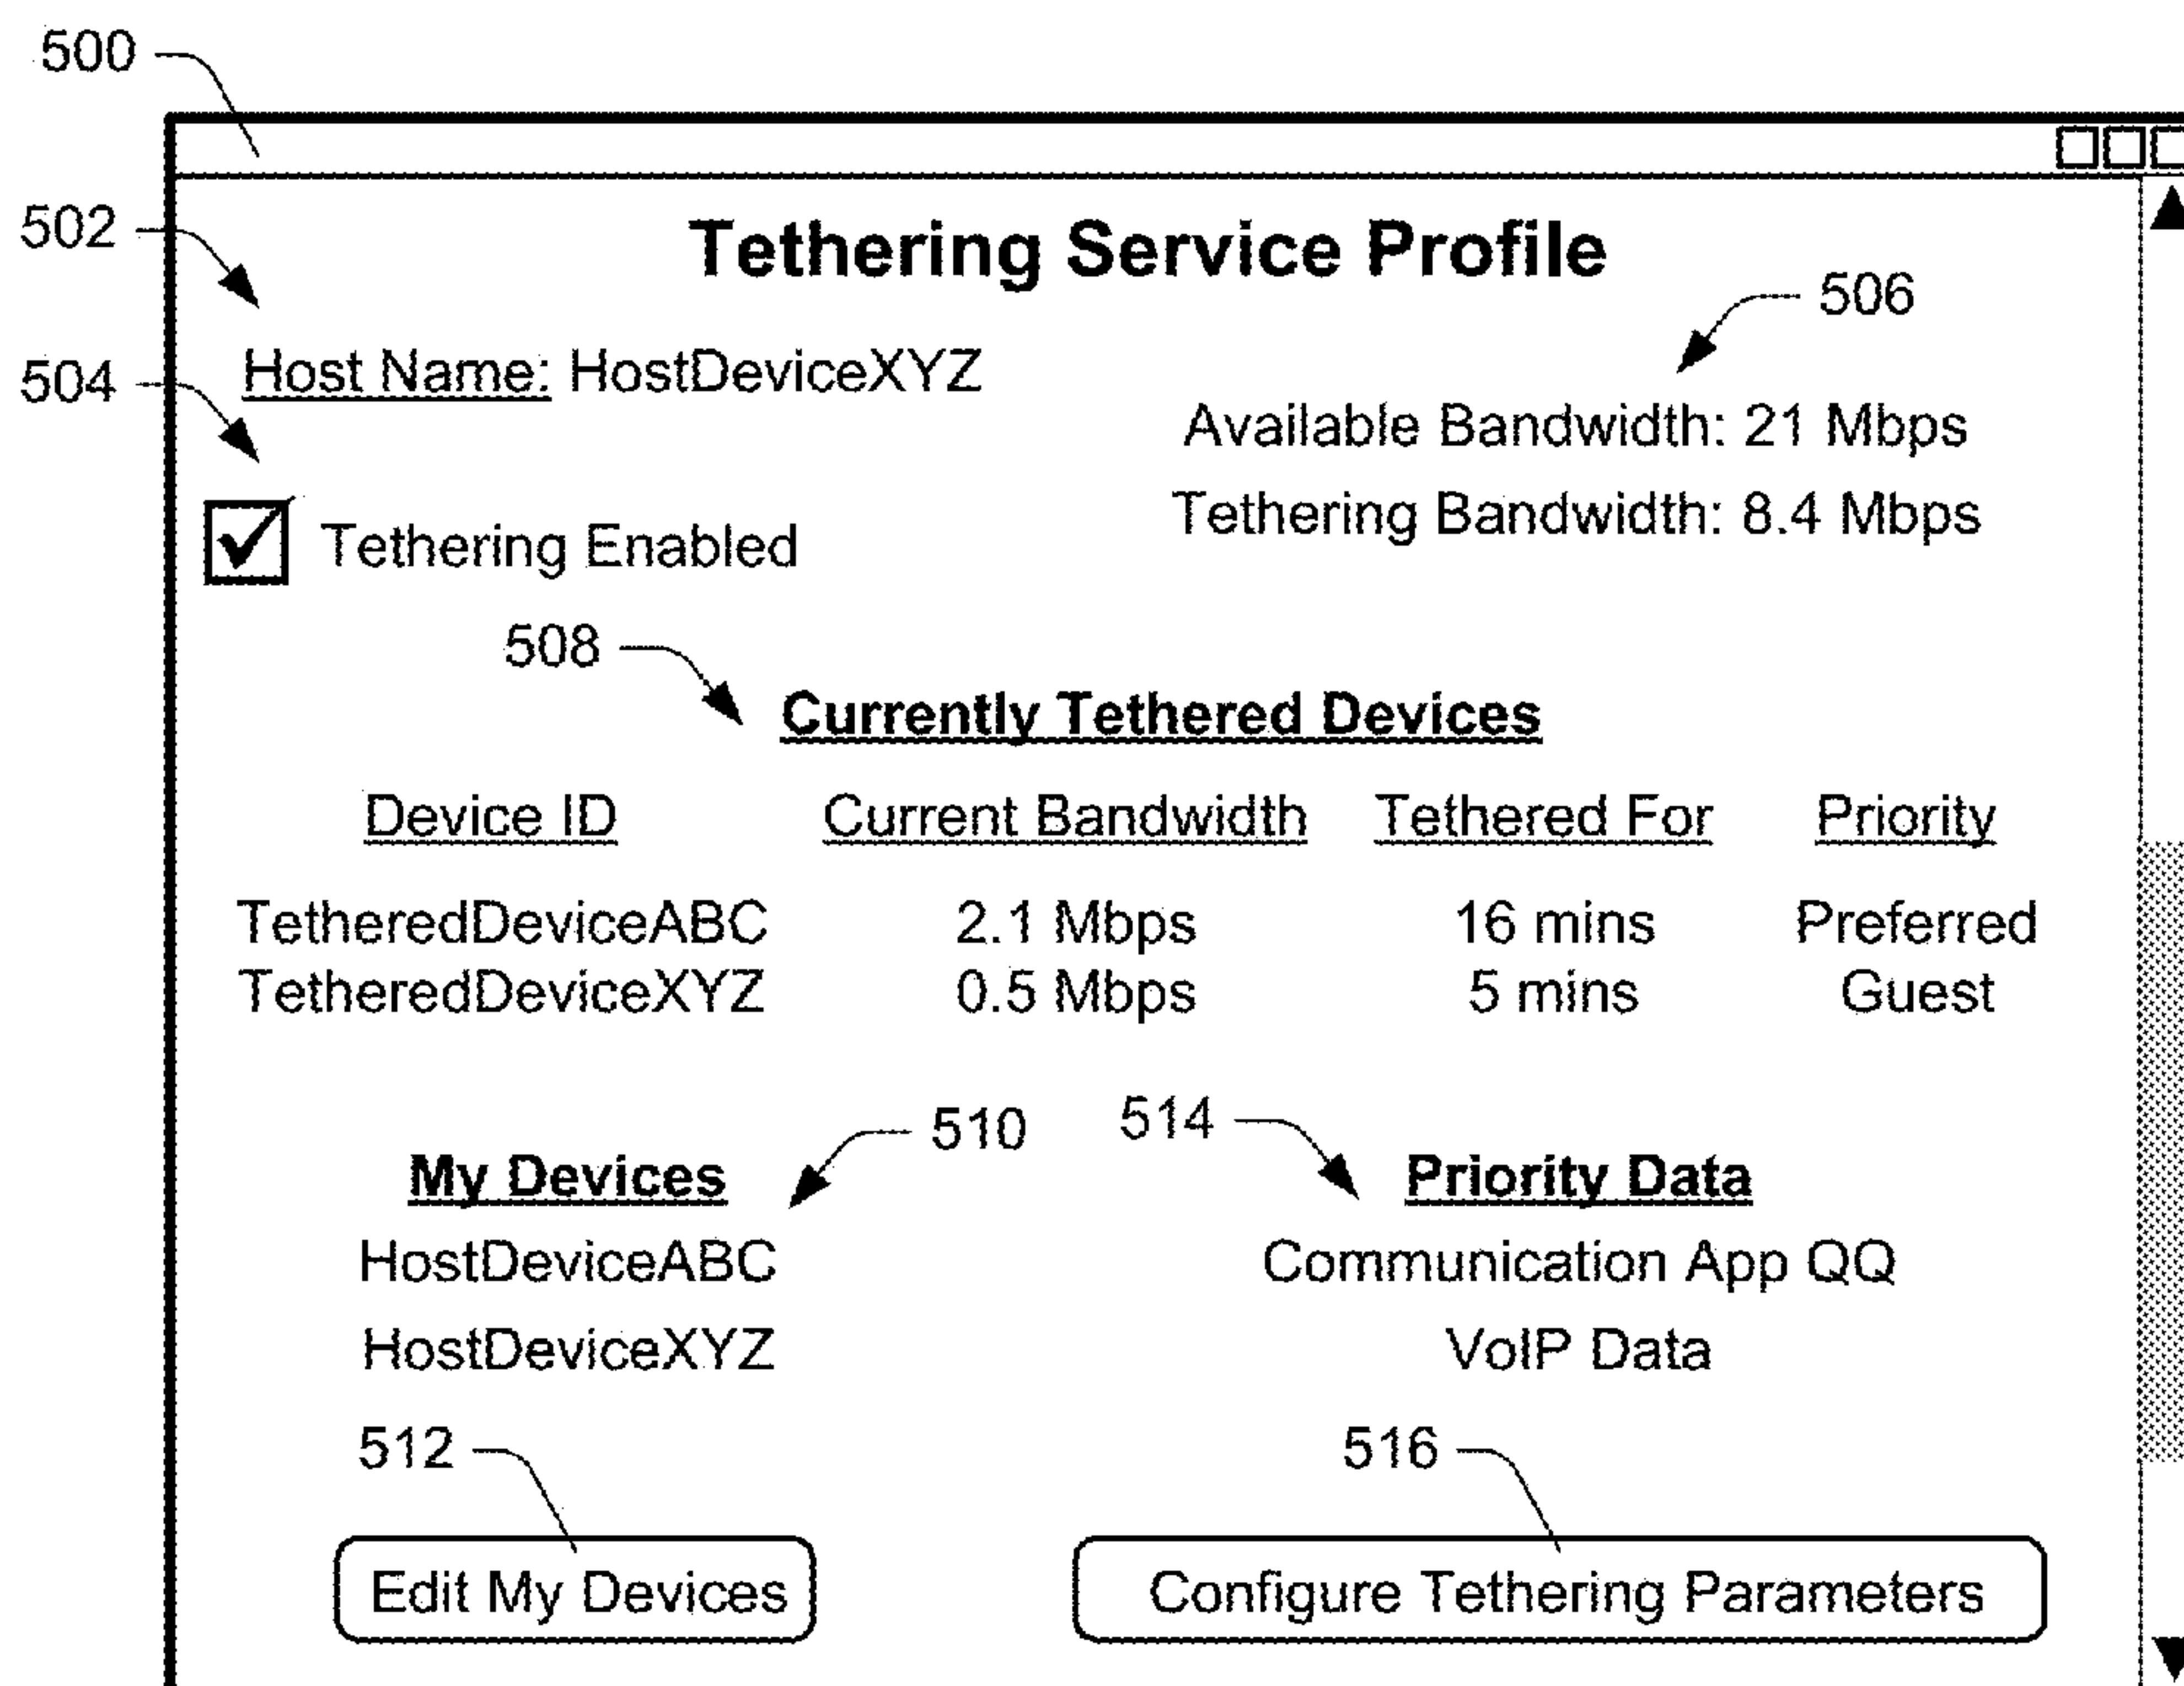 500
502
Tethering Service Profile
506
504
Host Name: HostDeviceXYZ
Available Bandwidth: 21 Mbps
Tethering Bandwidth: 8.4 Mbps
Tethering Enabled
508
Currently Tethered Devices
Device ID Current Bandwidth Tethered For Priority
TetheredDeviceABC 2.1 Mbps 16 mins Preferred
TetheredDeviceXYZ 0.5 Mbps 5 mins Guest
510 514
My Devices Priority Data
HostDeviceABC Communication App QQ
HostDeviceXYZ VoIP Data
512 516
Edit My Devices Configure Tethering Parameters